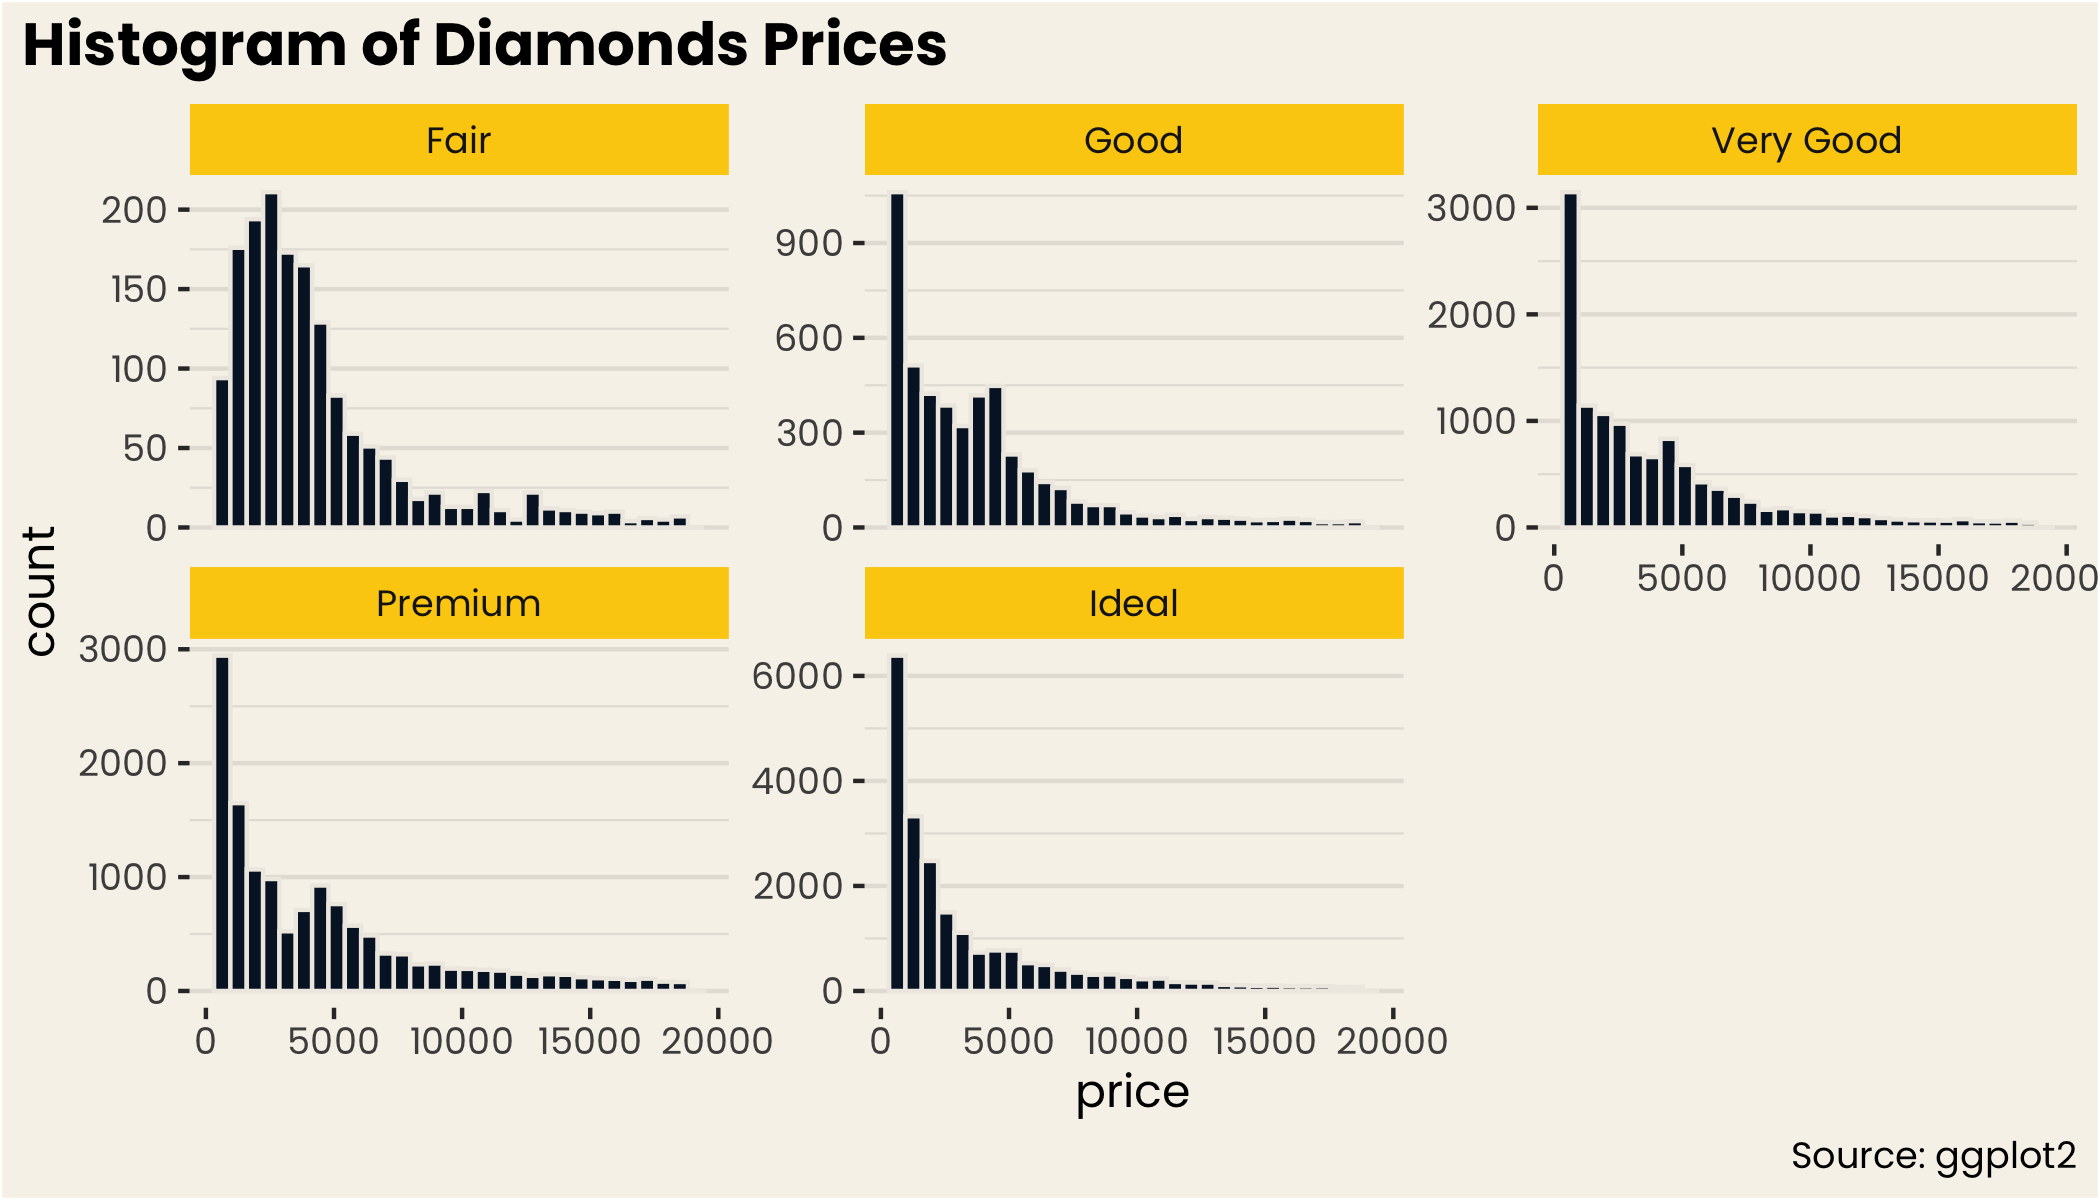 Histogram of Diamonds Prices
Fair
Good
Very Good
200
150
100
50
0
900
600
300
0
3000
2000
1000
0
0 5000 10000 15000 2000
count
Premium
Ideal
3000
2000
1000
0
6000
4000
2000
0
0 5000 10000 15000 20000
0 5000 10000 15000 20000
price
Source: ggplot2